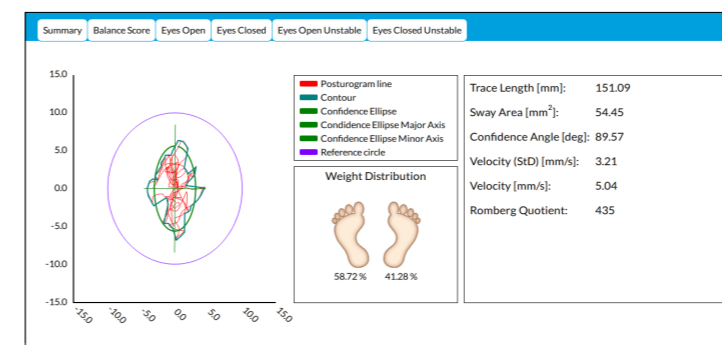 Summary Balance Score Eyes Open Eyes Closed Eyes Open Unstable Eyes Closed Unstable
15.0
10.0
5.0
0.0
-5.0
-10.0
-15.0
-15.0 -10.0 -5.0 0.0 5.0 10.0 15.0
Posturogram line
Contour
Confidence Ellipse
Condidence Ellipse Major Axis
Confidence Ellipse Minor Axis
Reference circle
Weight Distribution
58.72 % 41.28 %
Trace Length [mm]: 151.09
Sway Area [mm²]: 54.45
Confidence Angle [deg]: 89.57
Velocity (StD) [mm/s]: 3.21
Velocity [mm/s]: 5.04
Romberg Quotient: 435